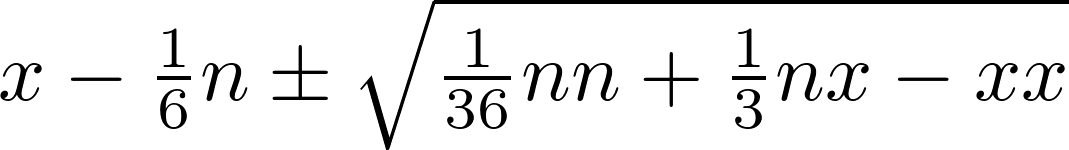 x − 1/6 n ± √(1/36 nn + 1/3 nx − xx)